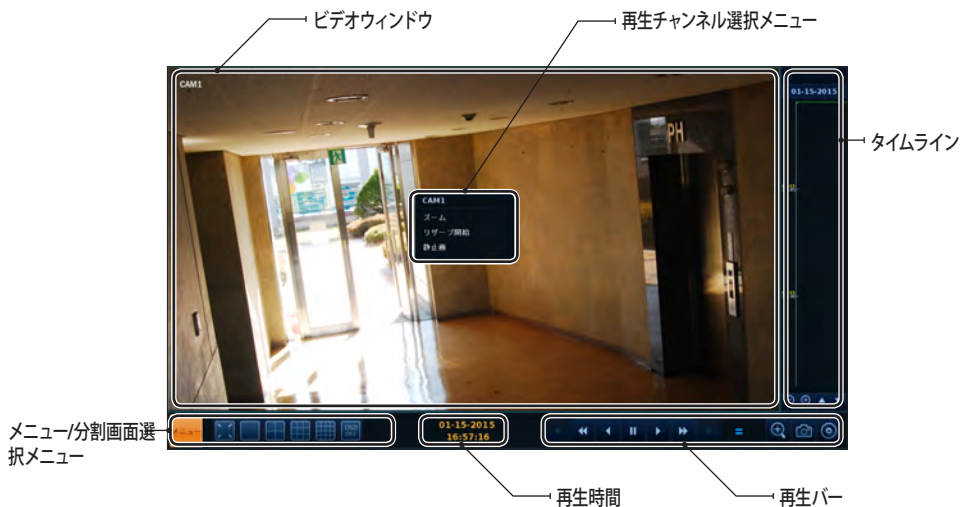 ビデオウィンドウ
再生チャンネル選択メニュー
CAM1
01-15-2015
PH
タイムライン
CAM1
ズーム
リザーブ開始
静止画
メニュー/分割画面選
択メニュー
メニュー
OSD
OFF
01-15-2015
16:57:16
再生時間
再生バー